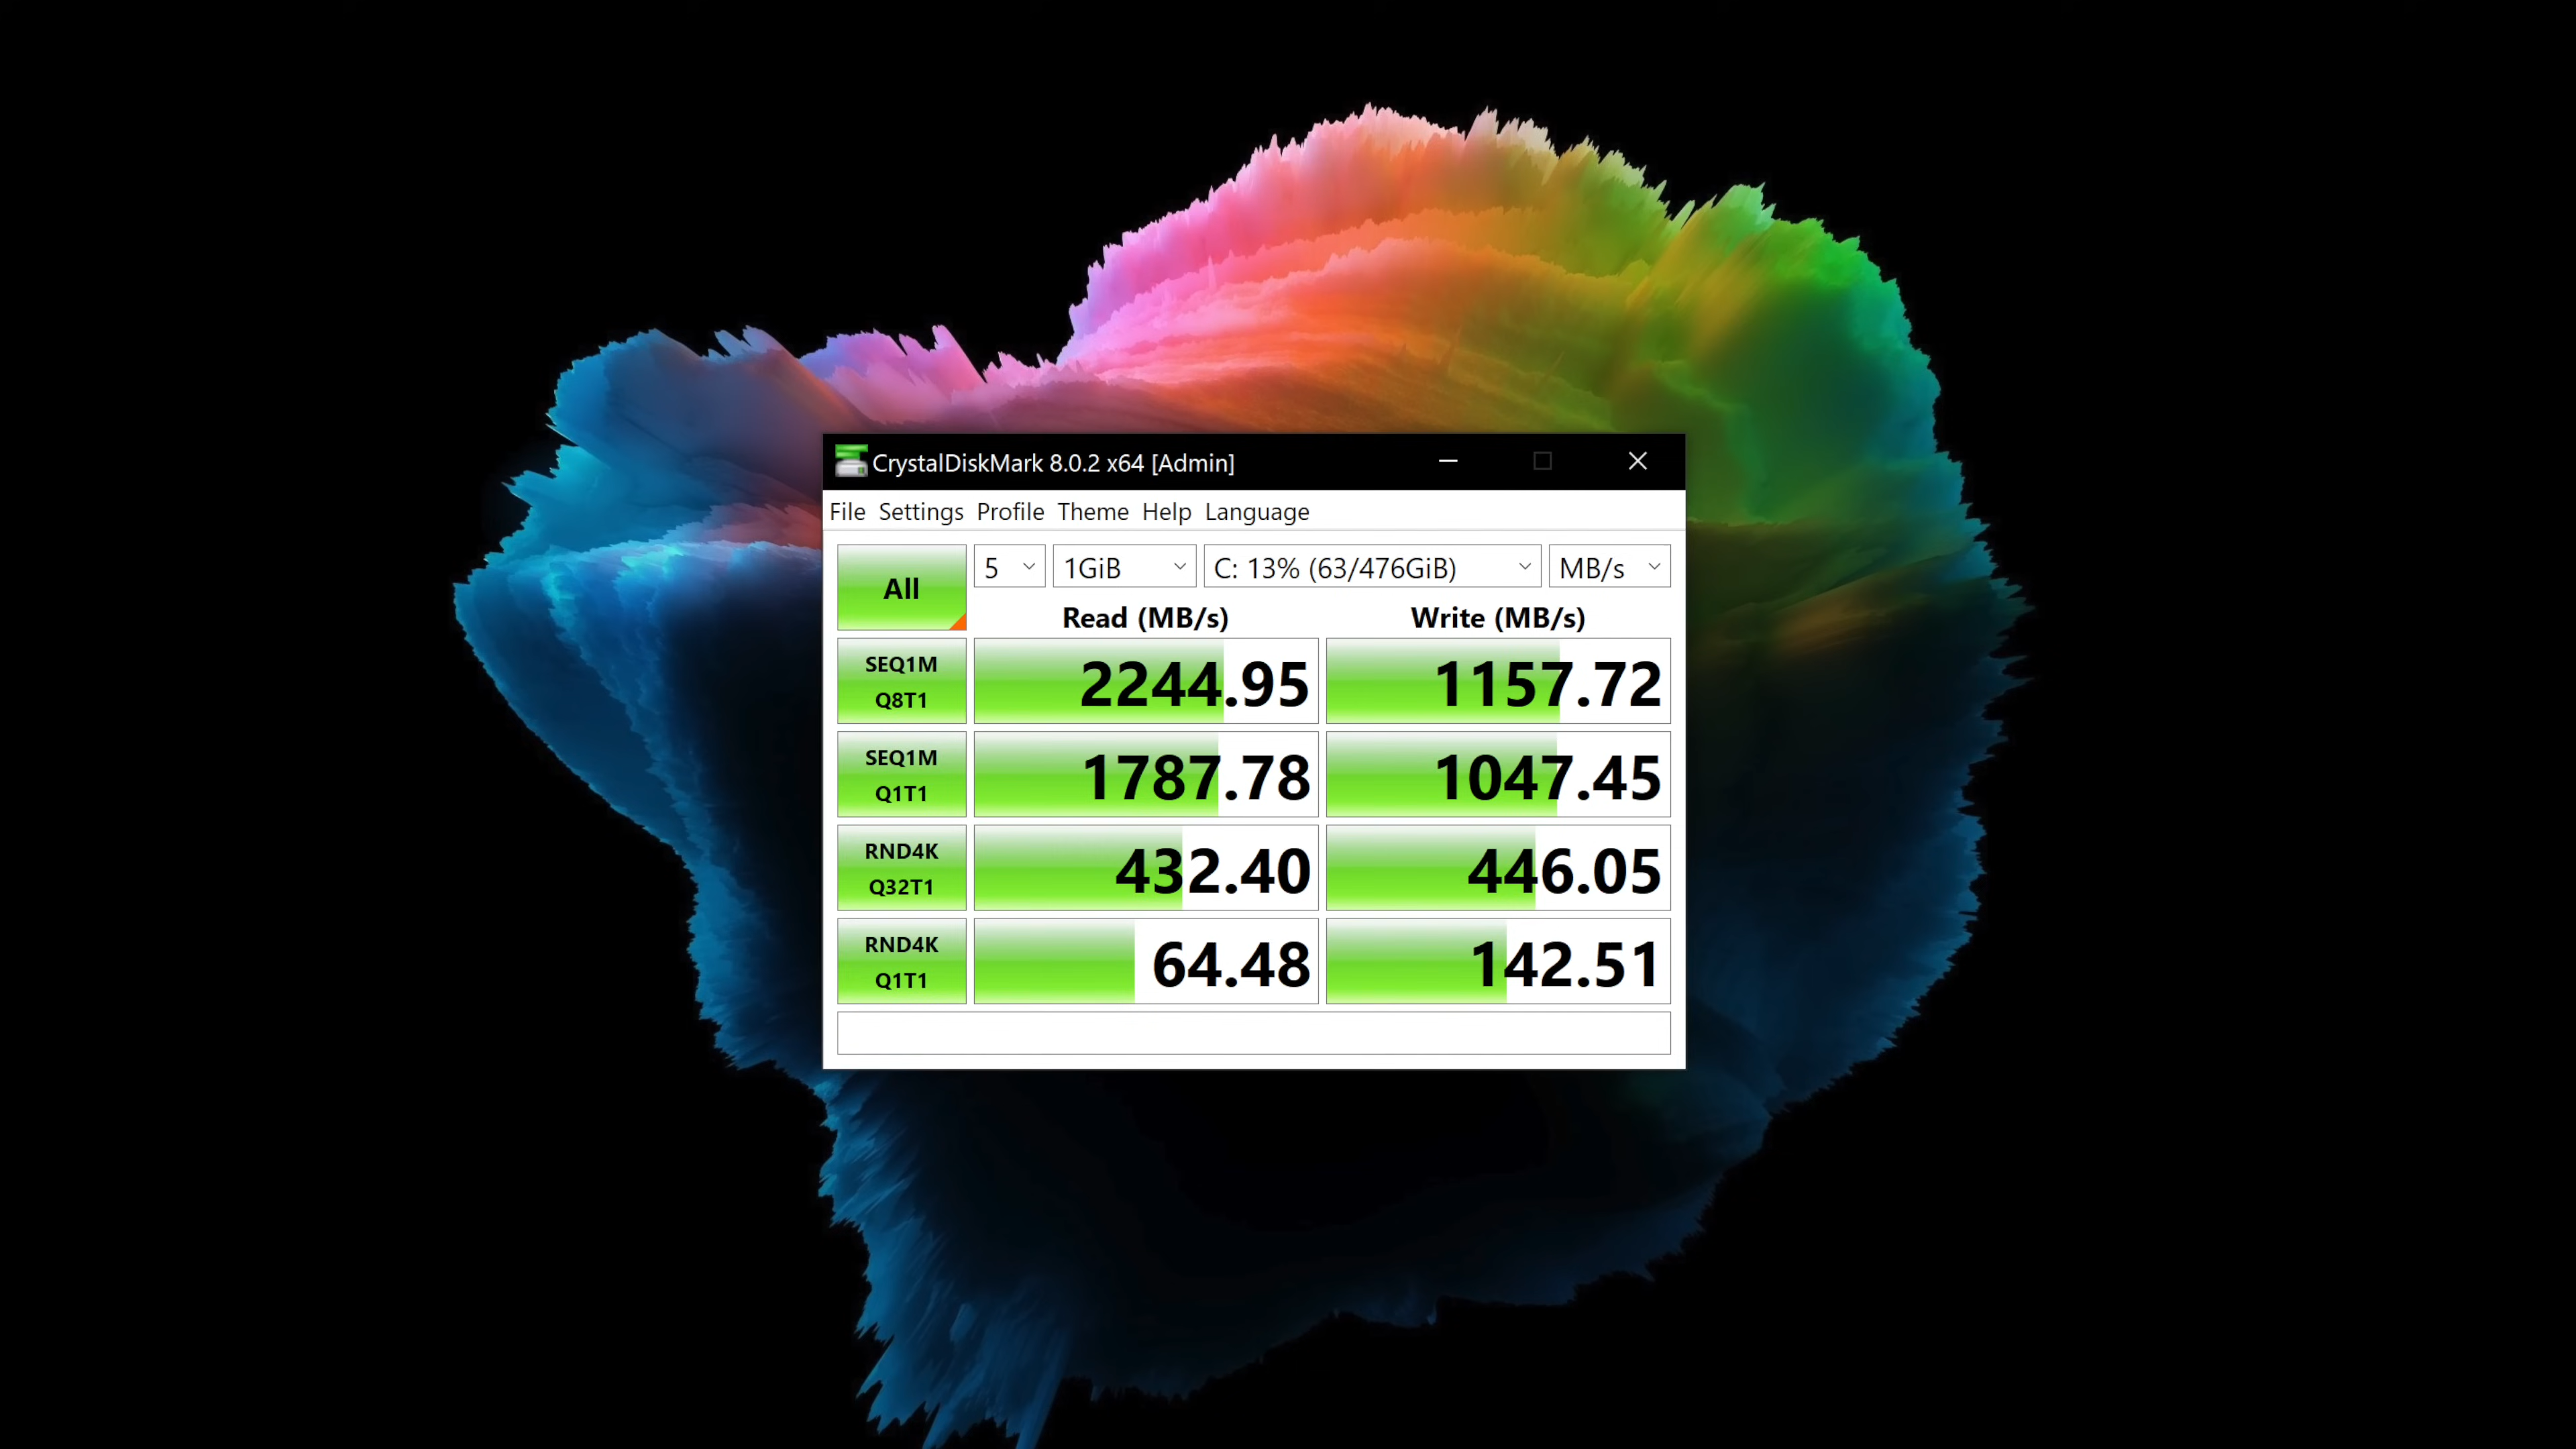 CrystalDiskMark 8.0.2 x64 [Admin]
File Settings Profile Theme Help Language
All 5 1GiB C: 13% (63/476GiB) MB/s
Read (MB/s) Write (MB/s)
SEQ1M
Q8T1
2244.95 1157.72
SEQ1M
Q1T1
1787.78 1047.45
RND4K
Q32T1
432.40 446.05
RND4K
Q1T1
64.48 142.51